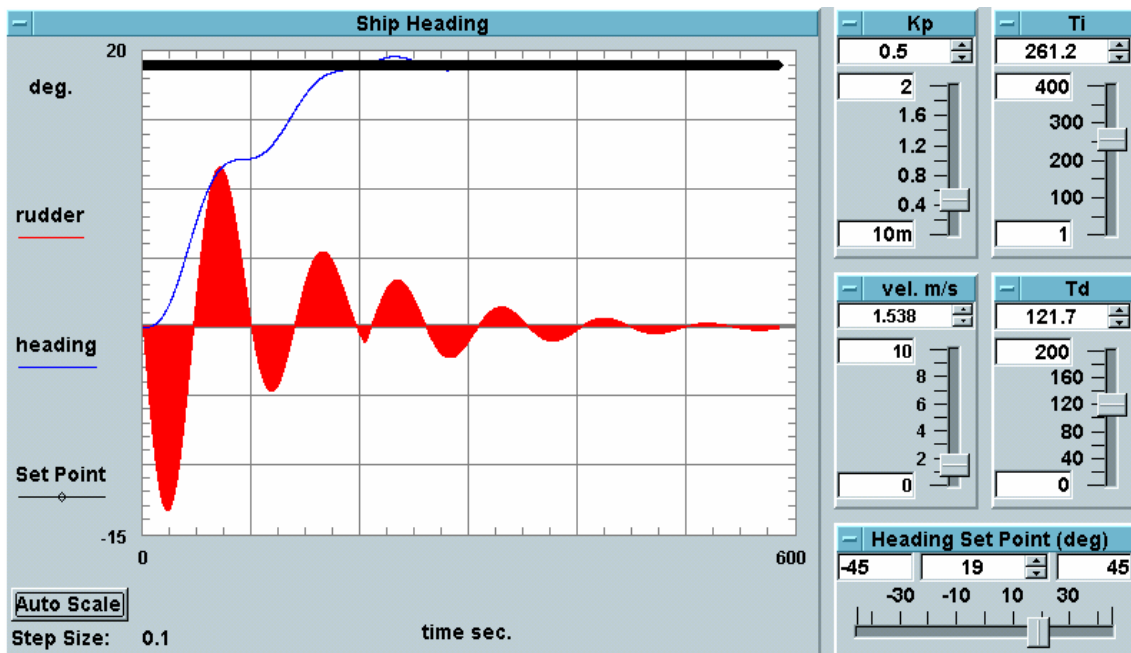 Ship Heading
20
deg.
rudder
heading
Set Point
-15
0
600
Auto Scale
Step Size: 0.1
time sec.
Kp
0.5
2
1.6
1.2
0.8
0.4
10m
Ti
261.2
400
300
200
100
1
vel. m/s
1.538
10
8
6
4
2
0
Td
121.7
200
160
120
80
40
0
Heading Set Point (deg)
-45 19 45
-30 -10 10 30